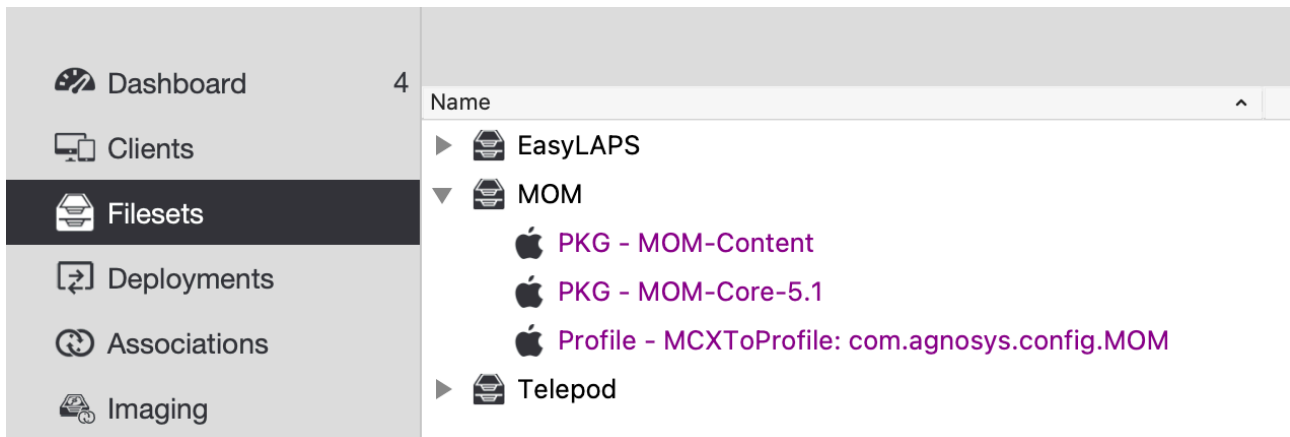 Dashboard 4
Clients
Filesets
Deployments
Associations
Imaging
Name
EasyLAPS
MOM
PKG - MOM-Content
PKG - MOM-Core-5.1
Profile - MCXToProfile: com.agnosys.config.MOM
Telepod